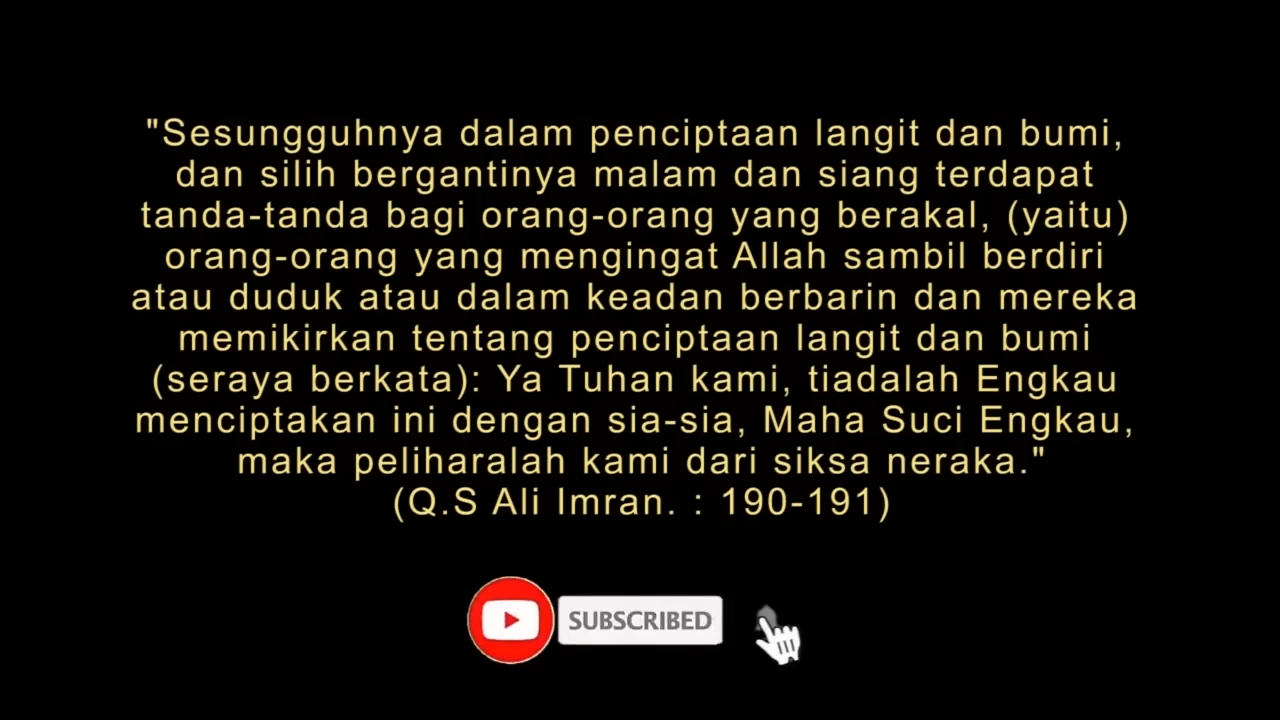 "Sesungguhnya dalam penciptaan langit dan bumi,
dan silih bergantinya malam dan siang terdapat
tanda-tanda bagi orang-orang yang berakal, (yaitu)
orang-orang yang mengingat Allah sambil berdiri
atau duduk atau dalam keadan berbarin dan mereka
memikirkan tentang penciptaan langit dan bumi
(seraya berkata): Ya Tuhan kami, tiadalah Engkau
menciptakan ini dengan sia-sia, Maha Suci Engkau,
maka peliharalah kami dari siksa neraka."
(Q.S Ali Imran. : 190-191)
SUBSCRIBED